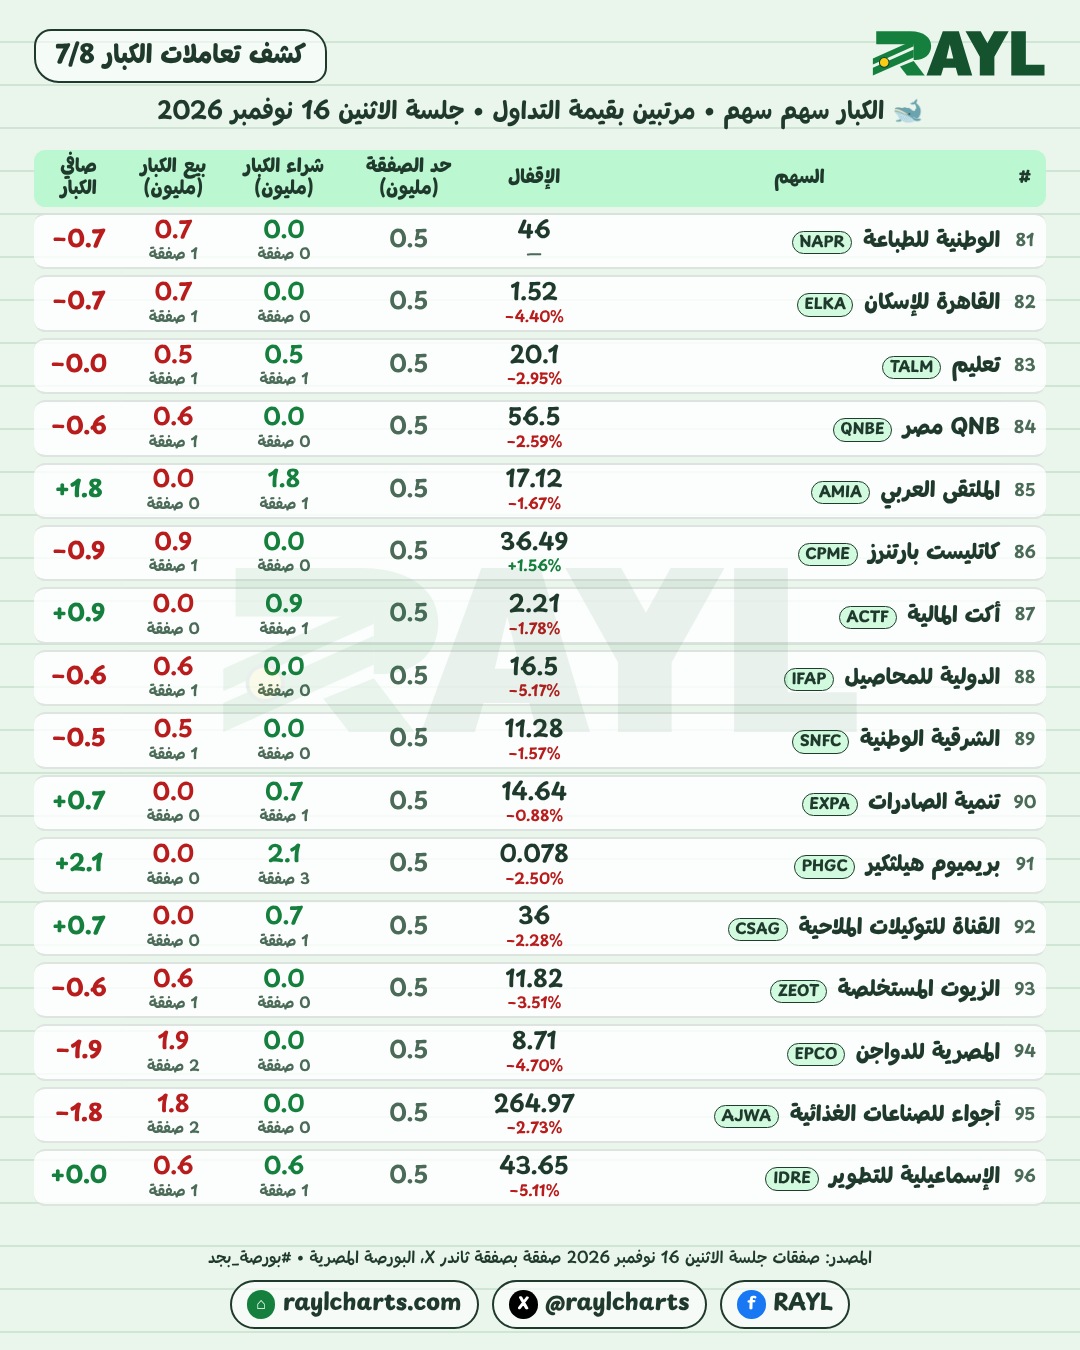 RAYL
كشف تعاملات الكبار 7/8
🐋 الكبار سهم سهم • مرتبين بقيمة التداول • جلسة الاثنين 16 نوفمبر 2026
# السهم الإقفال حد الصفقة (مليون) شراء الكبار (مليون) بيع الكبار (مليون) صافي الكبار
81 الوطنية للطباعة NAPR 46 — 0.5 0.0 0 صفقة 0.7 1 صفقة −0.7
82 القاهرة للإسكان ELKA 1.52 −4.40% 0.5 0.0 0 صفقة 0.7 1 صفقة −0.7
83 تعليم TALM 20.1 −2.95% 0.5 0.5 1 صفقة 0.5 1 صفقة −0.0
84 QNB مصر QNBE 56.5 −2.59% 0.5 0.0 0 صفقة 0.6 1 صفقة −0.6
85 الملتقى العربي AMIA 17.12 −1.67% 0.5 1.8 1 صفقة 0.0 0 صفقة +1.8
86 كاتليست بارتنرز CPME 36.49 +1.56% 0.5 0.0 0 صفقة 0.9 1 صفقة −0.9
87 أكت المالية ACTF 2.21 −1.78% 0.5 0.9 1 صفقة 0.0 0 صفقة +0.9
88 الدولية للمحاصيل IFAP 16.5 −5.17% 0.5 0.0 0 صفقة 0.6 1 صفقة −0.6
89 الشرقية الوطنية SNFC 11.28 −1.57% 0.5 0.0 0 صفقة 0.5 1 صفقة −0.5
90 تنمية الصادرات EXPA 14.64 −0.88% 0.5 0.7 1 صفقة 0.0 0 صفقة +0.7
91 بريميوم هيلثكير PHGC 0.078 −2.50% 0.5 2.1 3 صفقة 0.0 0 صفقة +2.1
92 القناة للتوكيلات الملاحية CSAG 36 −2.28% 0.5 0.7 1 صفقة 0.0 0 صفقة +0.7
93 الزيوت المستخلصة ZEOT 11.82 −3.51% 0.5 0.0 0 صفقة 0.6 1 صفقة −0.6
94 المصرية للدواجن EPCO 8.71 −4.70% 0.5 0.0 0 صفقة 1.9 2 صفقة −1.9
95 أجواء للصناعات الغذائية AJWA 264.97 −2.73% 0.5 0.0 0 صفقة 1.8 2 صفقة −1.8
96 الإسماعيلية للتطوير IDRE 43.65 −5.11% 0.5 0.6 1 صفقة 0.6 1 صفقة +0.0
المصدر: صفقات جلسة الاثنين 16 نوفمبر 2026 صفقة بصفقة ثاندر X، البورصة المصرية • #بورصة_بجد
RAYL @raylcharts raylcharts.com